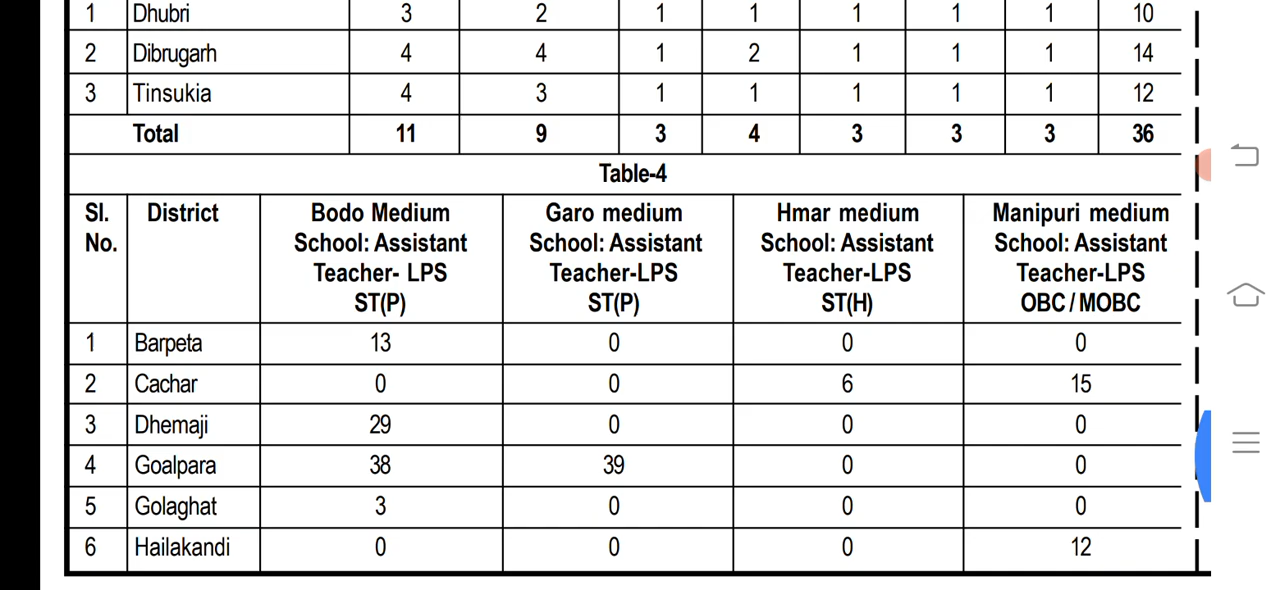 1 Dhubri 3 2 1 1 1 1 1 10
2 Dibrugarh 4 4 1 2 1 1 1 14
3 Tinsukia 4 3 1 1 1 1 1 12
Total 11 9 3 4 3 3 3 36
Table-4
Sl. No. District Bodo Medium School: Assistant Teacher- LPS ST(P) Garo medium School: Assistant Teacher-LPS ST(P) Hmar medium School: Assistant Teacher-LPS ST(H) Manipuri medium School: Assistant Teacher-LPS OBC / MOBC
1 Barpeta 13 0 0 0
2 Cachar 0 0 6 15
3 Dhemaji 29 0 0 0
4 Goalpara 38 39 0 0
5 Golaghat 3 0 0 0
6 Hailakandi 0 0 0 12